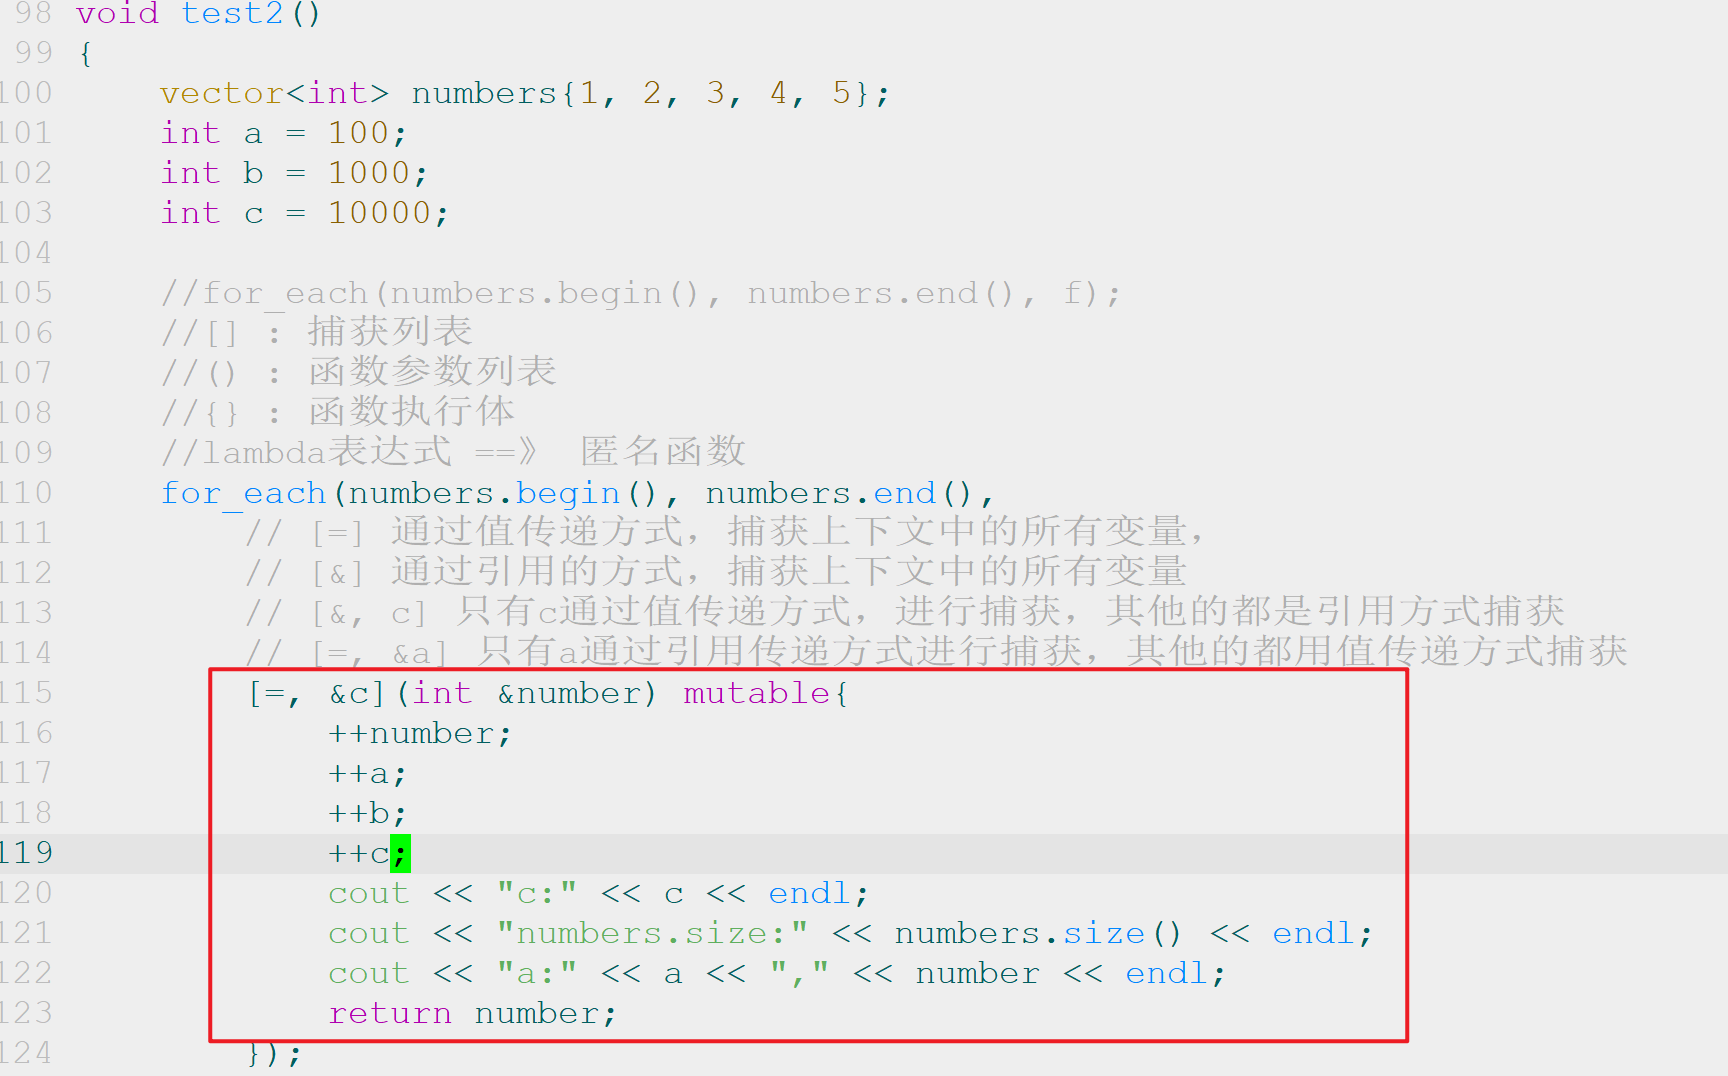 98 void test2()
99 {
100     vector<int> numbers{1, 2, 3, 4, 5};
101     int a = 100;
102     int b = 1000;
103     int c = 10000;
104
105     //for_each(numbers.begin(), numbers.end(), f);
106     //[] : 捕获列表
107     //() : 函数参数列表
108     //{} : 函数执行体
109     //lambda表达式 ==》 匿名函数
110     for_each(numbers.begin(), numbers.end(),
111         // [=] 通过值传递方式，捕获上下文中的所有变量，
112         // [&] 通过引用的方式，捕获上下文中的所有变量
113         // [&, c] 只有c通过值传递方式，进行捕获，其他的都是引用方式捕获
114         // [=, &a] 只有a通过引用传递方式进行捕获，其他的都用值传递方式捕获
115         [=, &c](int &number) mutable{
116             ++number;
117             ++a;
118             ++b;
119             ++c;
120             cout << "c:" << c << endl;
121             cout << "numbers.size:" << numbers.size() << endl;
122             cout << "a:" << a << "," << number << endl;
123             return number;
124         });